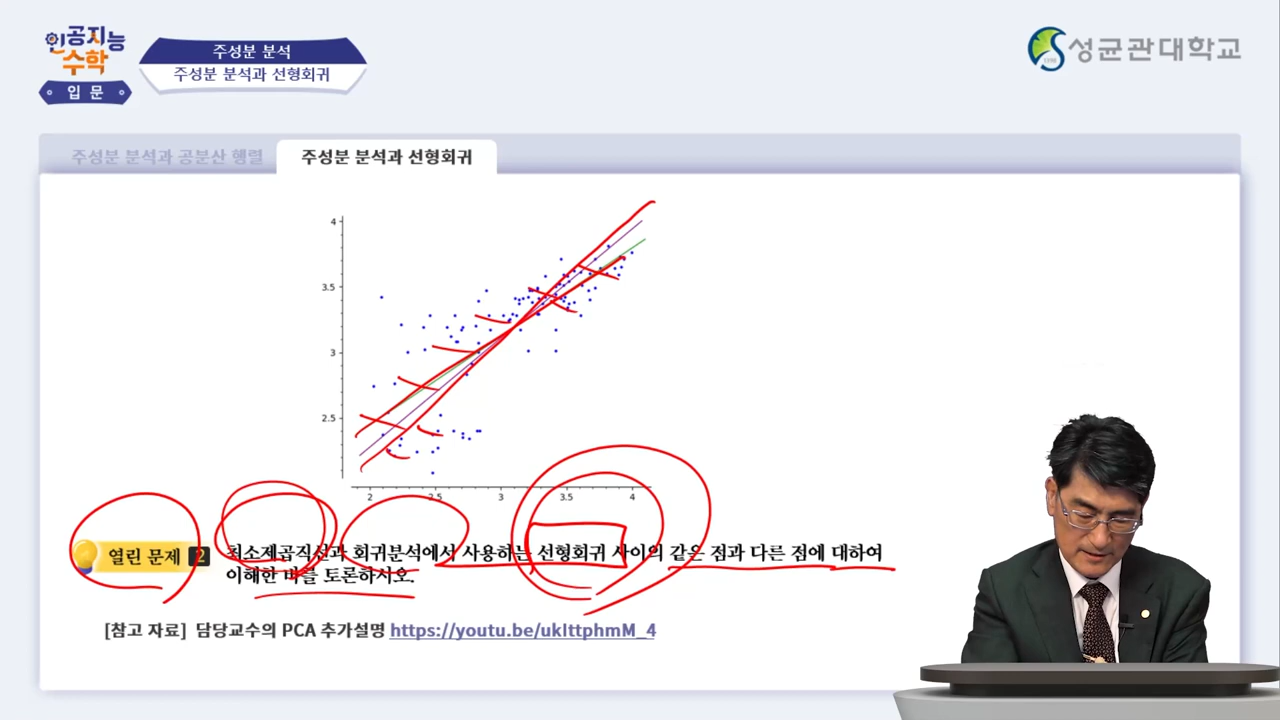 인공지능
수학
입 문
주성분 분석
주성분 분석과 선형회귀
성균관대학교
주성분 분석과 공분산 행렬
주성분 분석과 선형회귀
4
3.5
3
2.5
2 2.5 3 3.5 4
열린 문제 2 최소제곱직선과 회귀분석에서 사용하는 선형회귀 사이의 같은 점과 다른 점에 대하여
이해한 바를 토론하시오.
[참고 자료] 담당교수의 PCA 추가설명 https://youtu.be/ukIttphmM_4